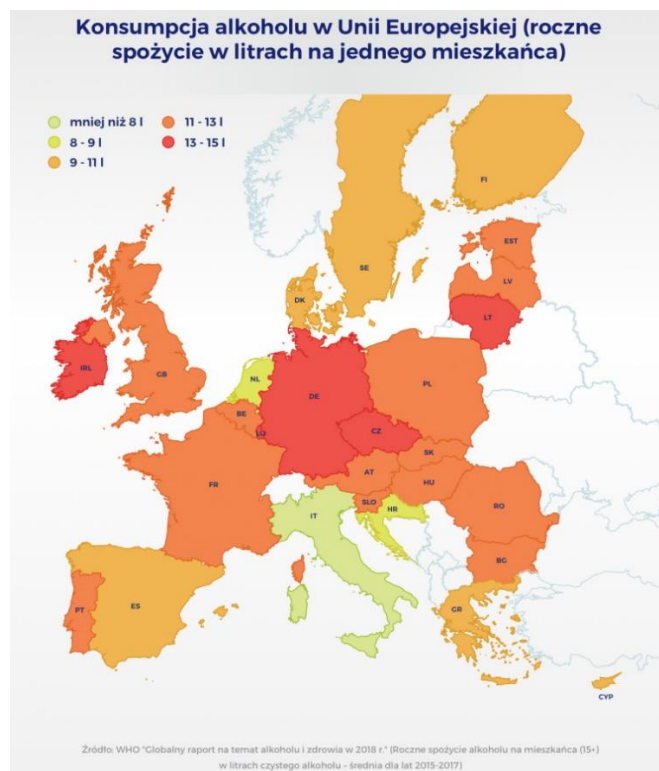 Konsumpcja alkoholu w Unii Europejskiej (roczne
spożycie w litrach na jednego mieszkańca)
mniej niż 8 l
11 - 13 l
8 - 9 l
13 - 15 l
9 - 11 l
FI
SE
EST
LV
DK
LT
IRL
GB
NL
DE
PL
BE
LU
CZ
SK
AT
HU
FR
SLO
HR
RO
IT
BG
PT
ES
GR
CYP
Źródło: WHO "Globalny raport na temat alkoholu i zdrowia w 2018 r." (Roczne spożycie alkoholu na mieszkańca (15+)
w litrach czystego alkoholu - średnia dla lat 2015-2017)